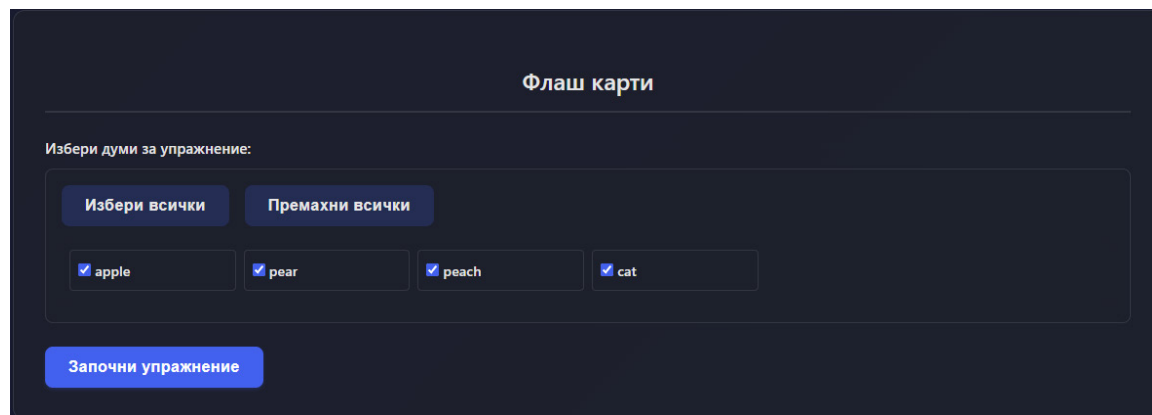 Флаш карти
Избери думи за упражнение:
Избери всички Премахни всички
apple pear peach cat
Започни упражнение